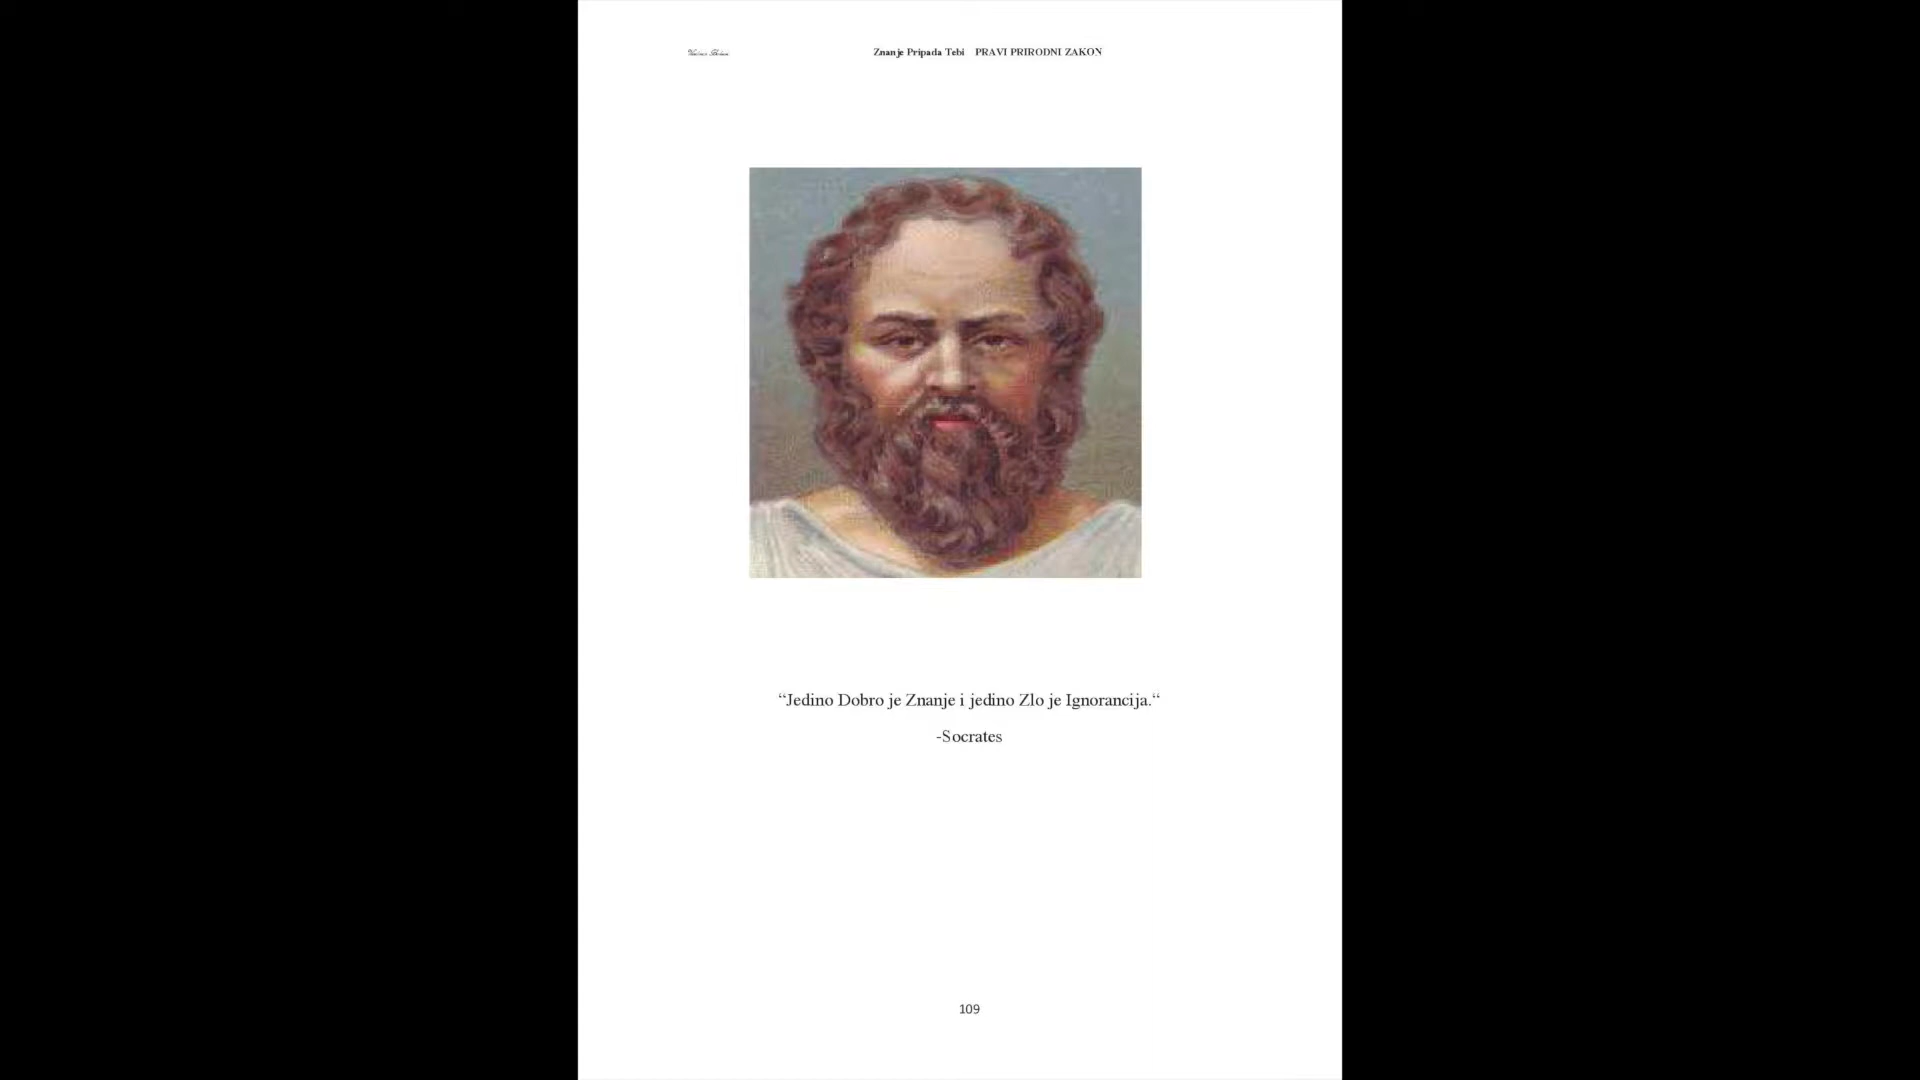 Znanje Pripada Tebi PRAVI PRIRODNI ZAKON
“Jedino Dobro je Znanje i jedino Zlo je Ignorancija.“
-Socrates
109